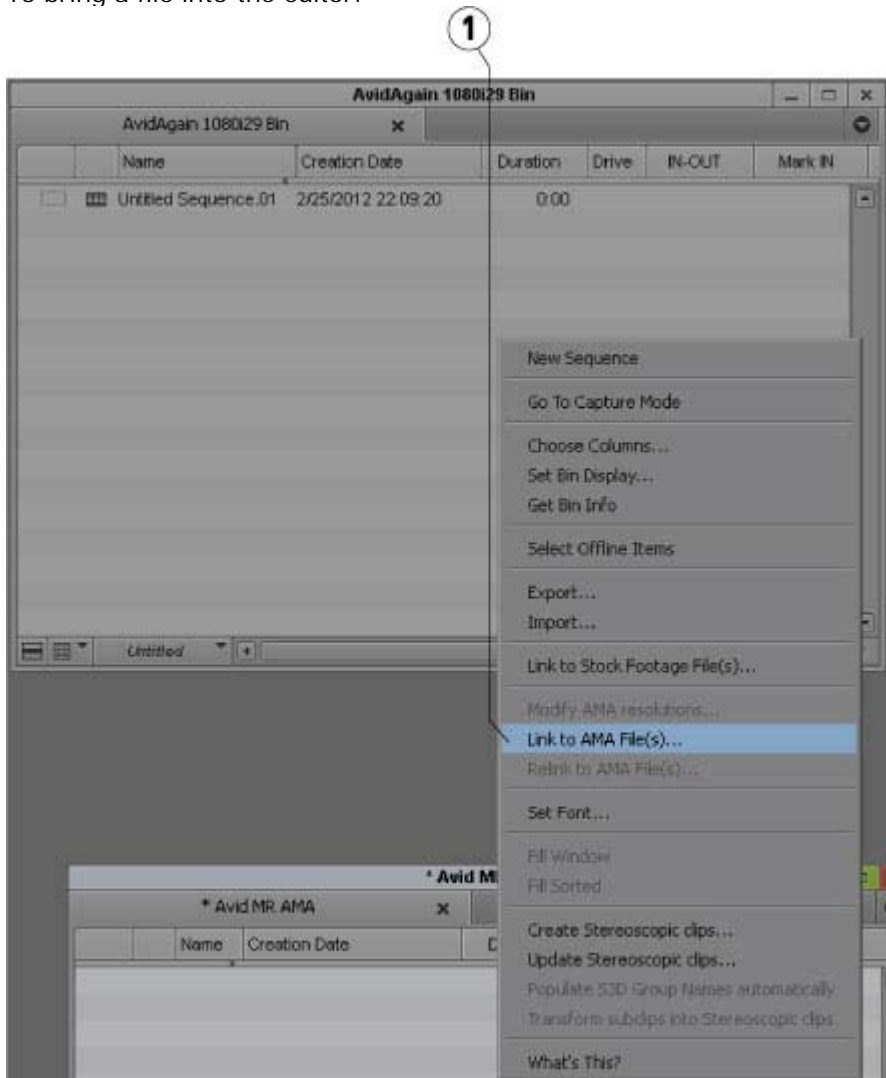 To bring a file into the editor:
1
AvidAgain 1080i29 Bin
AvidAgain 1080i29 Bin
Name Creation Date Duration Drive IN-OUT Mark IN
Untitled Sequence.01 2/25/2012 22:09:20 0:00
New Sequence
Go To Capture Mode
Choose Columns...
Set Bin Display...
Get Bin Info
Select Offline Items
Export...
Import...
Untitled
Link to Stock Footage File(s)...
Modify AMA resolutions...
Link to AMA File(s)...
Relink to AMA File(s)...
Set Font...
Fill Window
* Avid M
Fill Sorted
* Avid MR AMA
Name Creation Date D
Create Stereoscopic clips...
Update Stereoscopic clips...
Populate S3D Group Names automatically
Transform subclips into Stereoscopic clips
What's This?